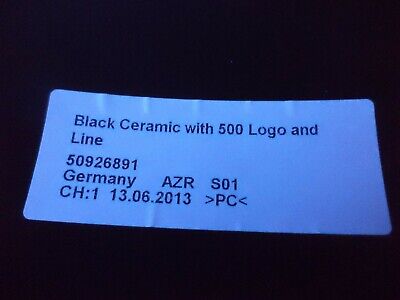 Black Ceramic with 500 Logo and
Line
50926891
Germany AZR S01
CH:1 13.06.2013 >PC<